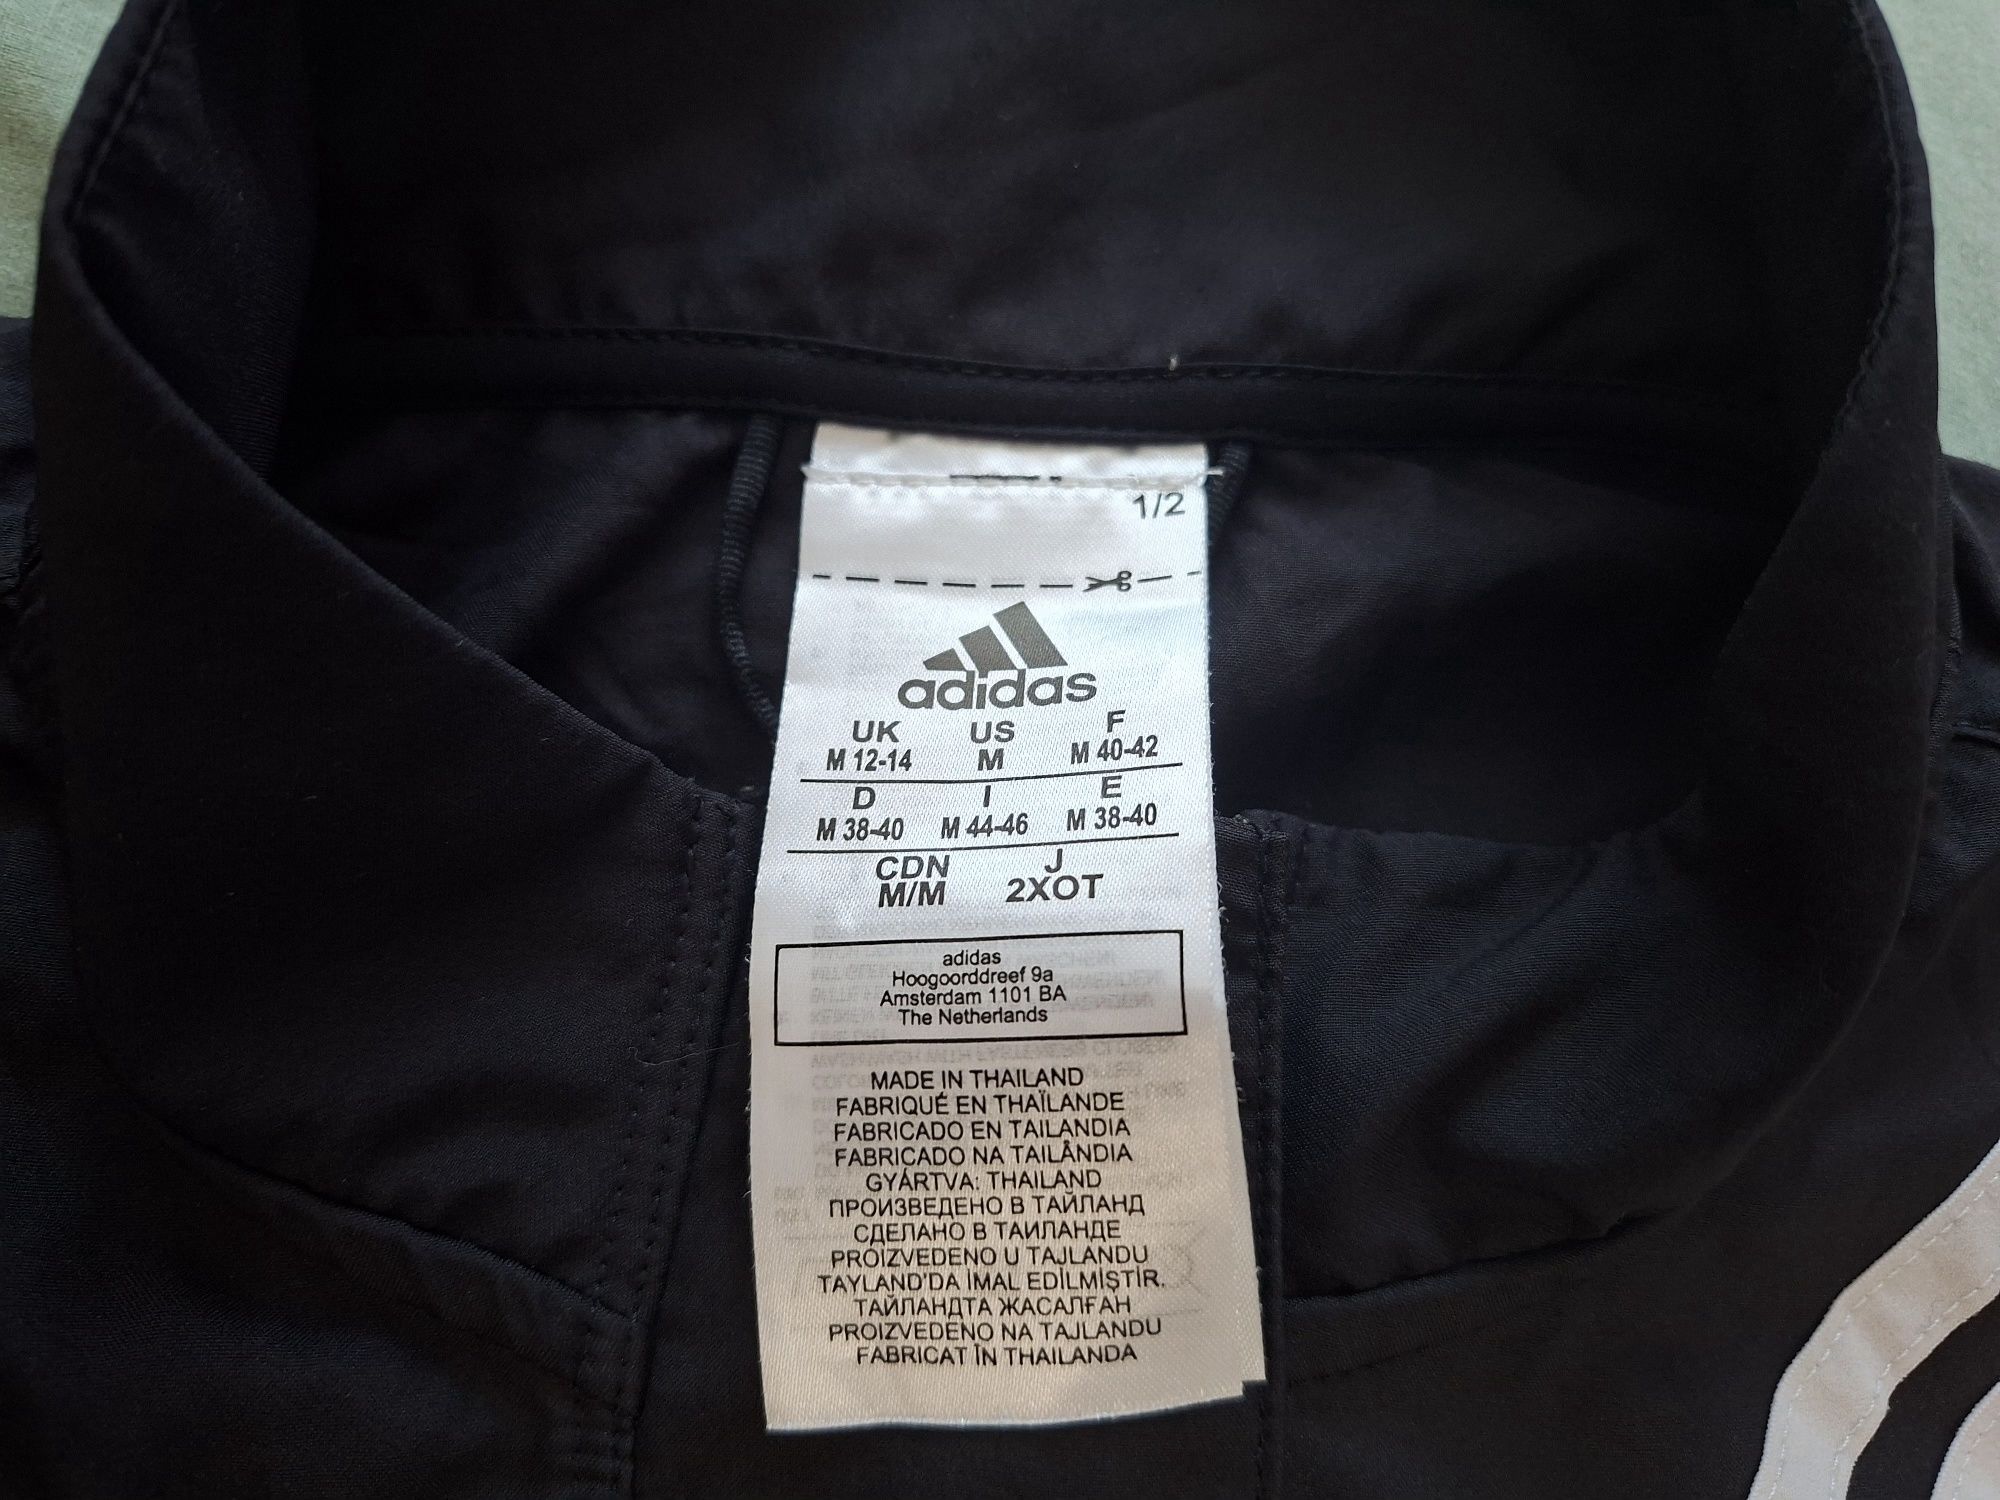 1/2
adidas
UK US F
M 12-14 M M 40-42
D I E
M 38-40 M 44-46 M 38-40
CDN J
M/M 2XOT
adidas
Hoogoorddreef 9a
Amsterdam 1101 BA
The Netherlands
MADE IN THAILAND
FABRIQUÉ EN THAÏLANDE
FABRICADO EN TAILANDIA
FABRICADO NA TAILÂNDIA
GYÁRTVA: THAILAND
ПРОИЗВЕДЕНО В ТАЙЛАНД
СДЕЛАНО В ТАИЛАНДЕ
PROIZVEDENO U TAJLANDU
TAYLAND'DA İMAL EDİLMİŞTİR.
ТАЙЛАНДТА ЖАСАЛҒАН
PROIZVEDENO NA TAJLANDU
FABRICAT ÎN THAILANDA